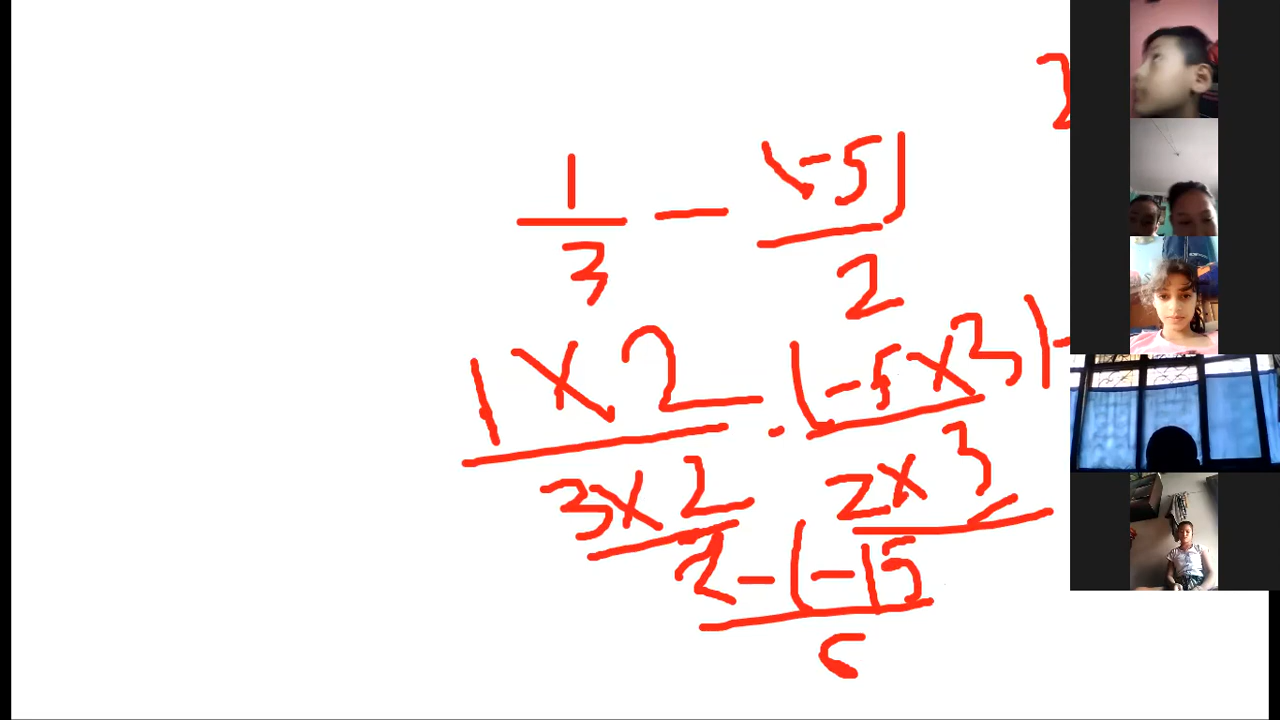 1 — (-5)
3 2
1 × 2 - (-5 × 3)
3 × 2 2 × 3
2 - (-15
6